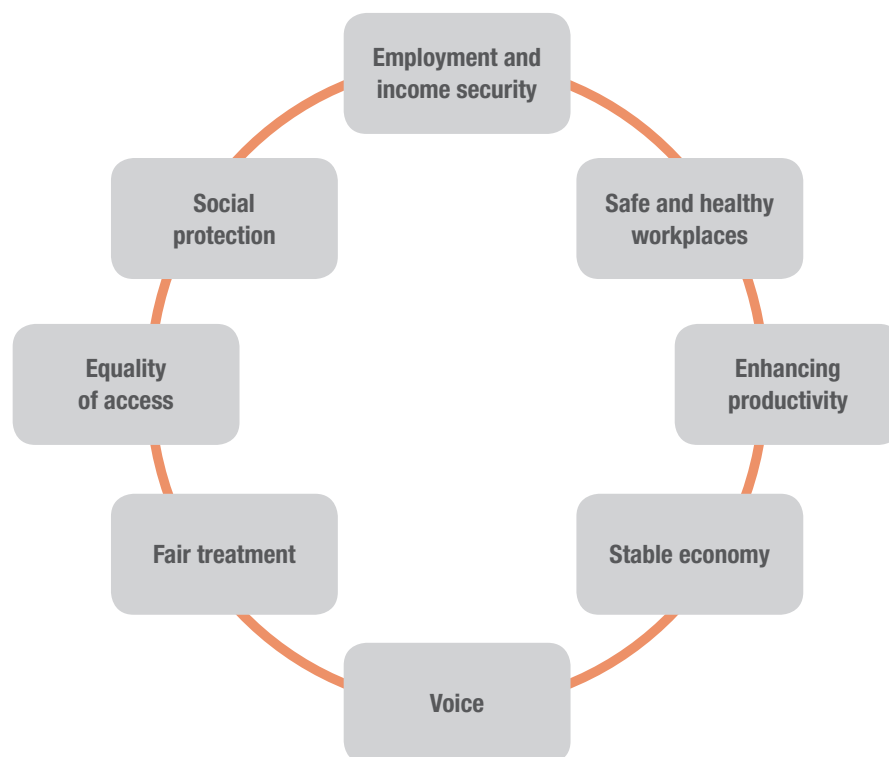 Employment and
income security
Social
protection
Safe and healthy
workplaces
Equality
of access
Enhancing
productivity
Fair treatment
Stable economy
Voice